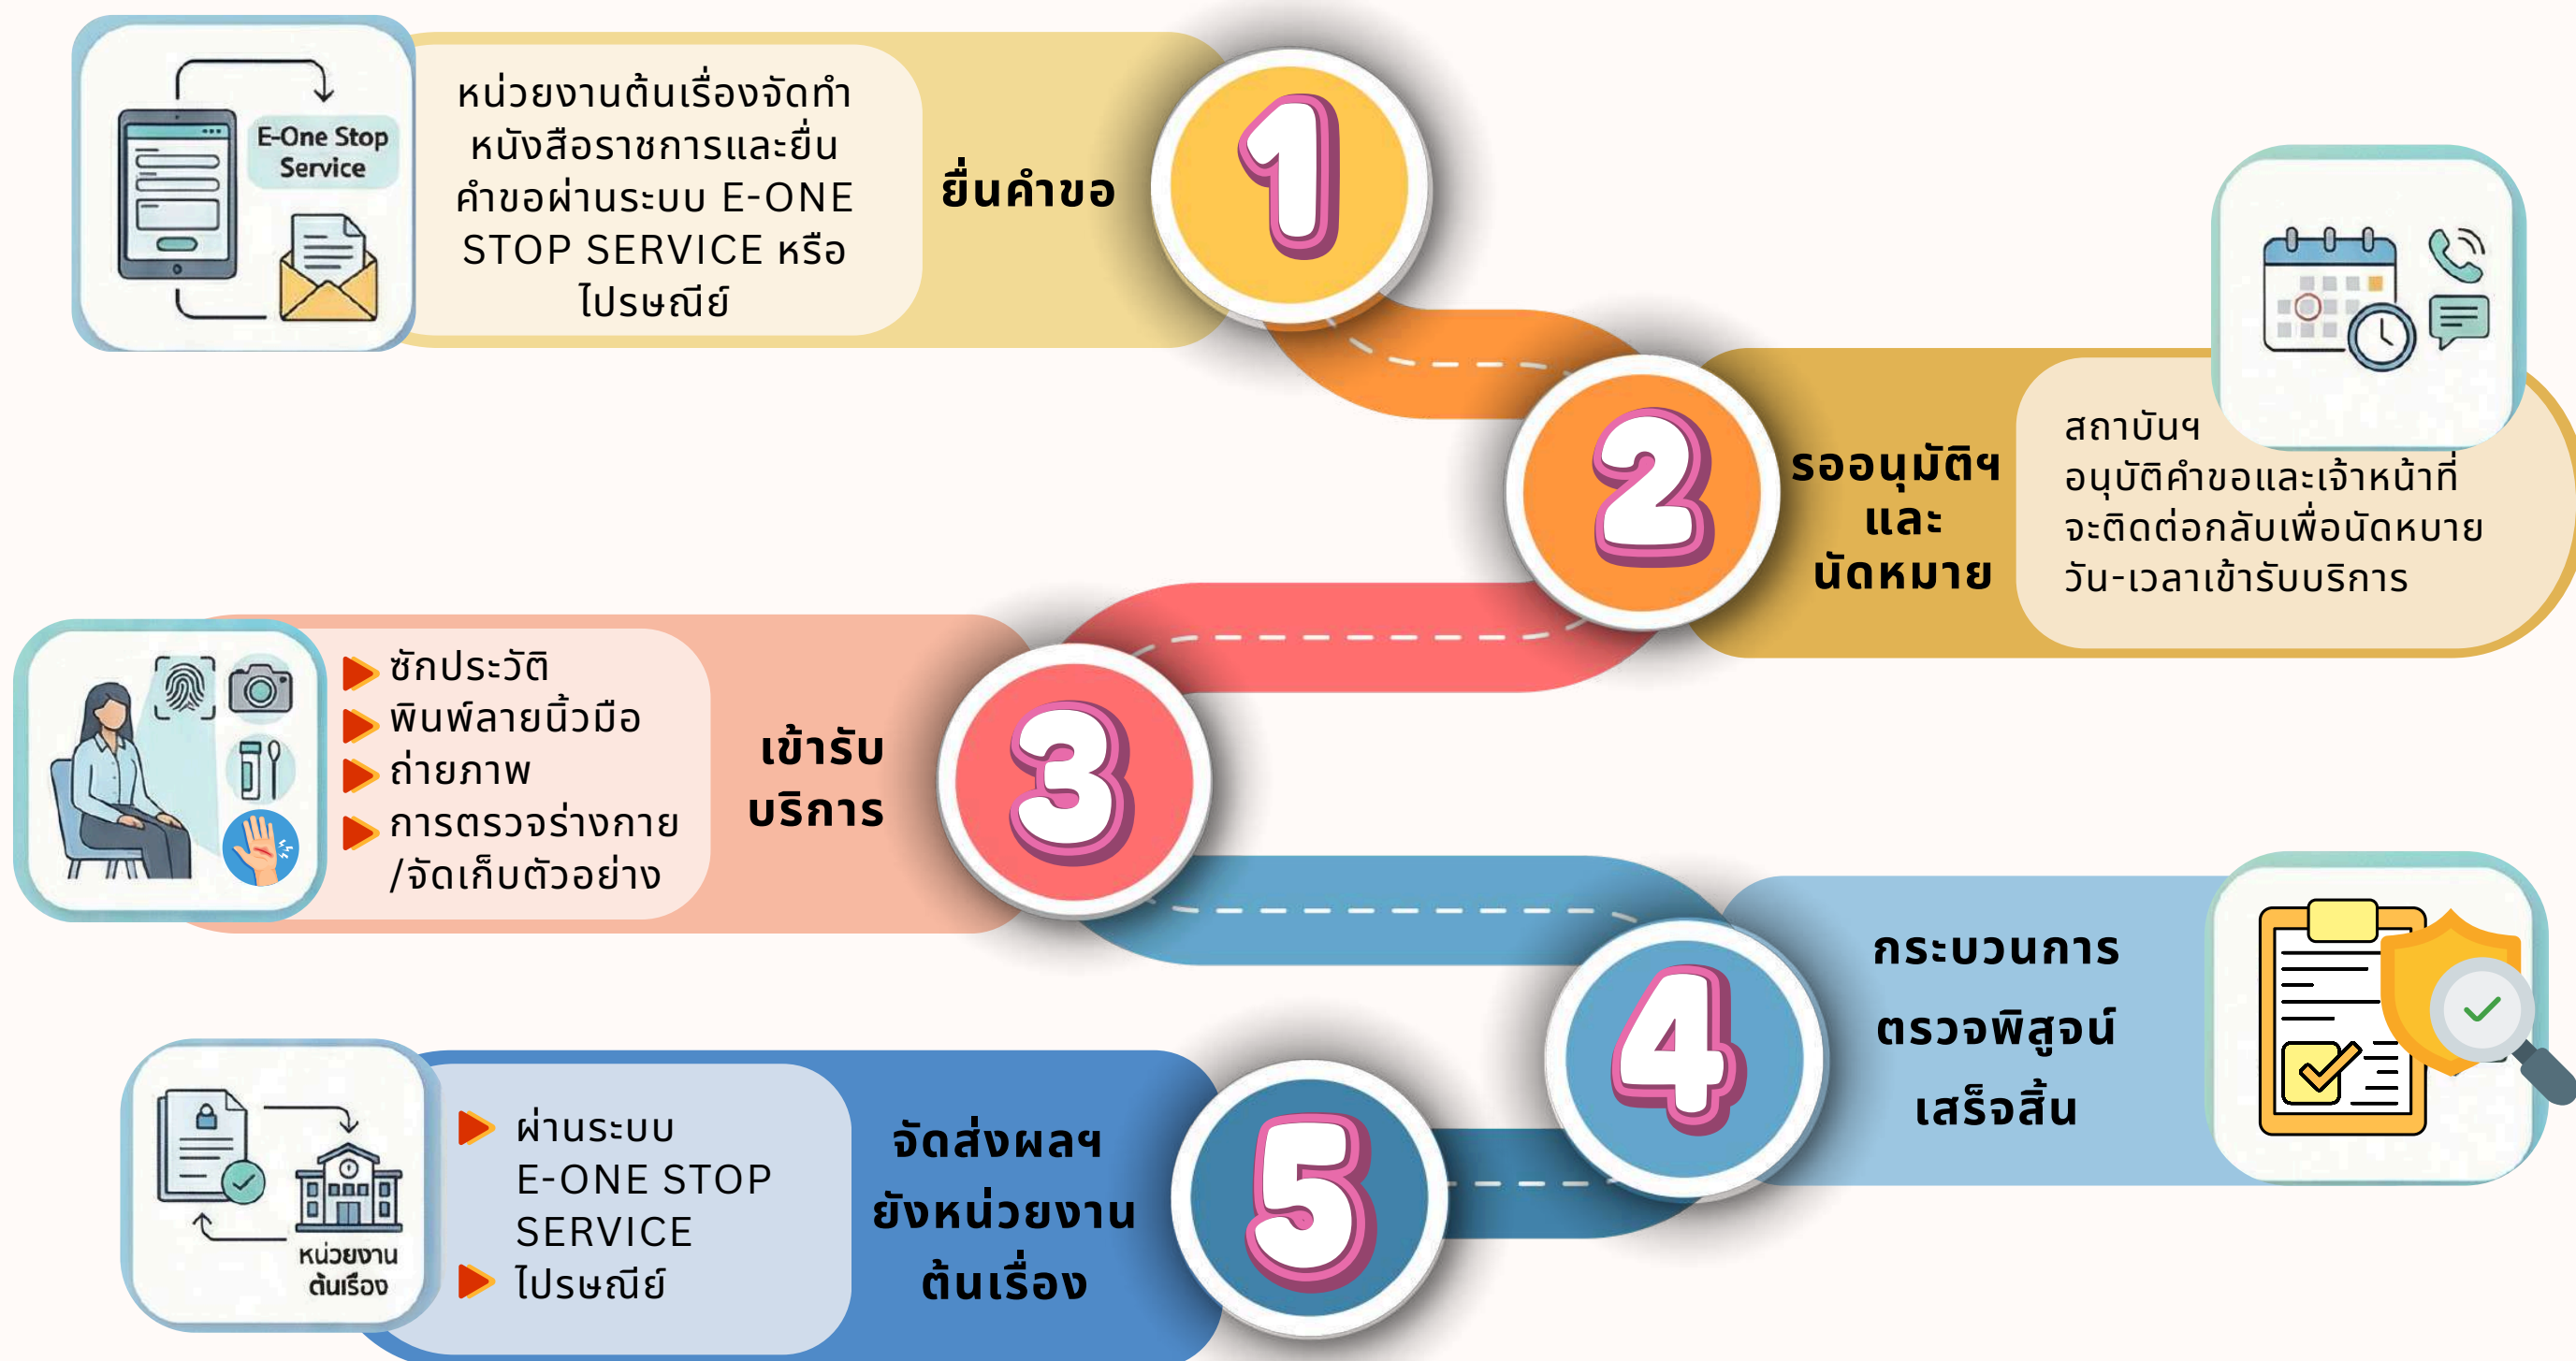 E-One Stop
Service
หน่วยงานต้นเรื่องจัดทำ
หนังสือราชการและยื่น
คำขอผ่านระบบ E-ONE
STOP SERVICE หรือ
ไปรษณีย์
ยื่นคำขอ
1
2
รออนุมัติฯ
และ
นัดหมาย
สถาบันฯ
อนุบัติคำขอและเจ้าหน้าที่
จะติดต่อกลับเพื่อนัดหบาย
วัน-เวลาเข้ารับบริการ
ซักประวัติ
พินพ์ลายนิ้วมือ
ถ่ายภาพ
การตรวจร่างกาย
/จัดเก็บตัวอย่าง
เข้ารับ
บริการ
3
4
กระบวนการ
ตรวจพิสูจน์
เสร็จสิ้น
หน่วยงาน
ต้นเรื่อง
ผ่านระบบ
E-ONE STOP
SERVICE
ไปรษณีย์
จัดส่งผลฯ
ยังหน่วยงาน
ต้นเรื่อง
5